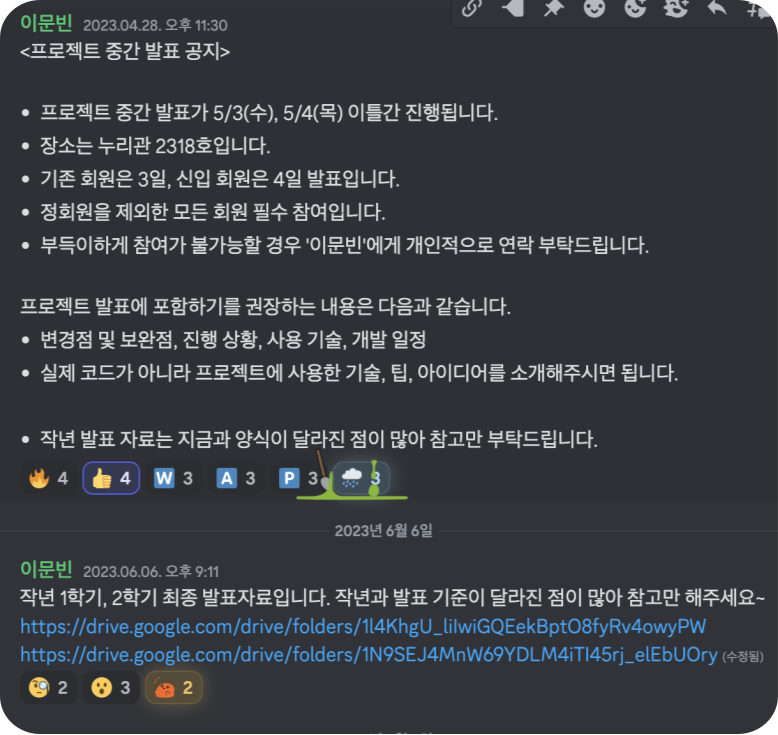 이문빈 2023.04.28. 오후 11:30
<프로젝트 중간 발표 공지>
• 프로젝트 중간 발표가 5/3(수), 5/4(목) 이틀간 진행됩니다.
• 장소는 누리관 2318호입니다.
• 기존 회원은 3일, 신입 회원은 4일 발표입니다.
• 정회원을 제외한 모든 회원 필수 참여입니다.
• 부득이하게 참여가 불가능할 경우 '이문빈'에게 개인적으로 연락 부탁드립니다.
프로젝트 발표에 포함하기를 권장하는 내용은 다음과 같습니다.
• 변경점 및 보완점, 진행 상황, 사용 기술, 개발 일정
• 실제 코드가 아니라 프로젝트에 사용한 기술, 팁, 아이디어를 소개해주시면 됩니다.
• 작년 발표 자료는 지금과 양식이 달라진 점이 많아 참고만 부탁드립니다.
4 4 W 3 A 3 P 3 3
2023년 6월 6일
이문빈 2023.06.06. 오후 9:11
작년 1학기, 2학기 최종 발표자료입니다. 작년과 발표 기준이 달라진 점이 많아 참고만 해주세요~
https://drive.google.com/drive/folders/1l4KhgU_liIwiGQEekBptO8fyRv4owyPW
https://drive.google.com/drive/folders/1N9SEJ4MnW69YDLM4iTI45rj_elEbUOry (수정됨)
2 3 2